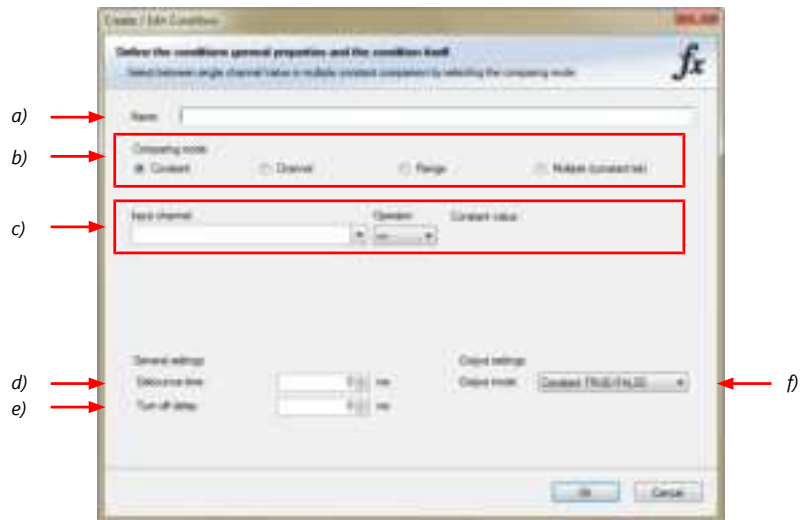 Create / Edit Condition
Define the conditions general properties and the condition itself
Select between single channel value or multiple constant comparison by selecting the comparing mode
fx
a)
Name
b)
Comparing mode
Constant
Channel
Range
Multiple (constant list)
c)
Input channel
Operator
Constant value
General settings
Output settings
d)
Debounce time
ms
Output mode
Constant TRUE/FALSE
f)
e)
Turn off delay
ms
Ok
Cancel